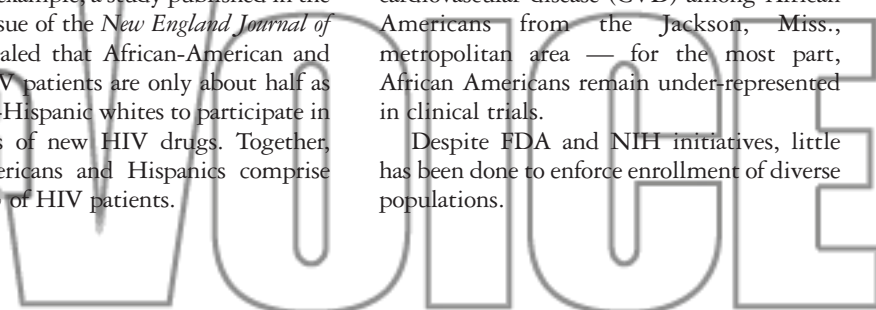 example, a study published in the
sue of the New England Journal of
aled that African-American and
V patients are only about half as
-Hispanic whites to participate in
s of new HIV drugs. Together,
ericans and Hispanics comprise
of HIV patients.
cardiovascular disease (CVD) among African
Americans from the Jackson, Miss.,
metropolitan area — for the most part,
African Americans remain under-represented
in clinical trials.
Despite FDA and NIH initiatives, little
has been done to enforce enrollment of diverse
populations.
VOICE